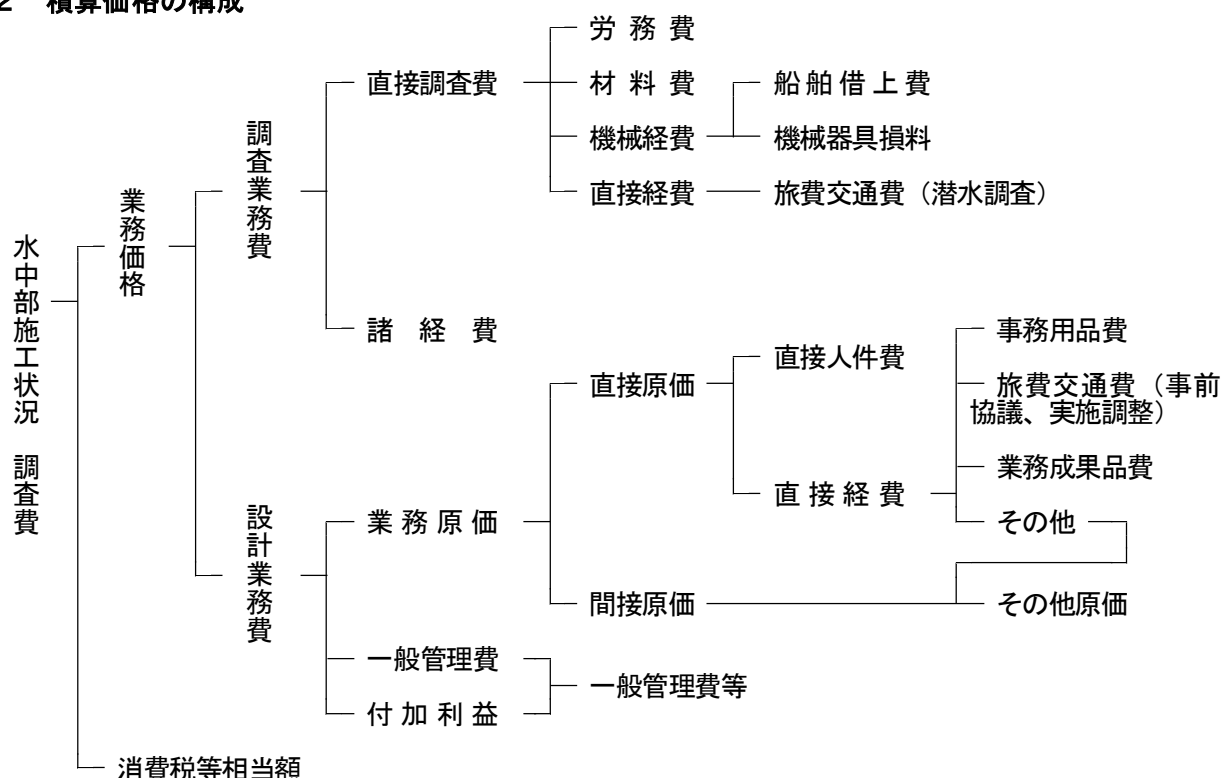 2 積算価格の構成
労務費
直接調査費
材料費
船舶借上費
機械経費
機械器具損料
直接経費
旅費交通費（潜水調査）
調査業務費
業務価格
水中部施工状況 調査費
諸経費
事務用品費
直接人件費
直接原価
旅費交通費（事前
協議、実施調整）
業務成果品費
直接経費
設計業務費
業務原価
その他
間接原価
その他原価
一般管理費
一般管理費等
付加利益
消費税等相当額